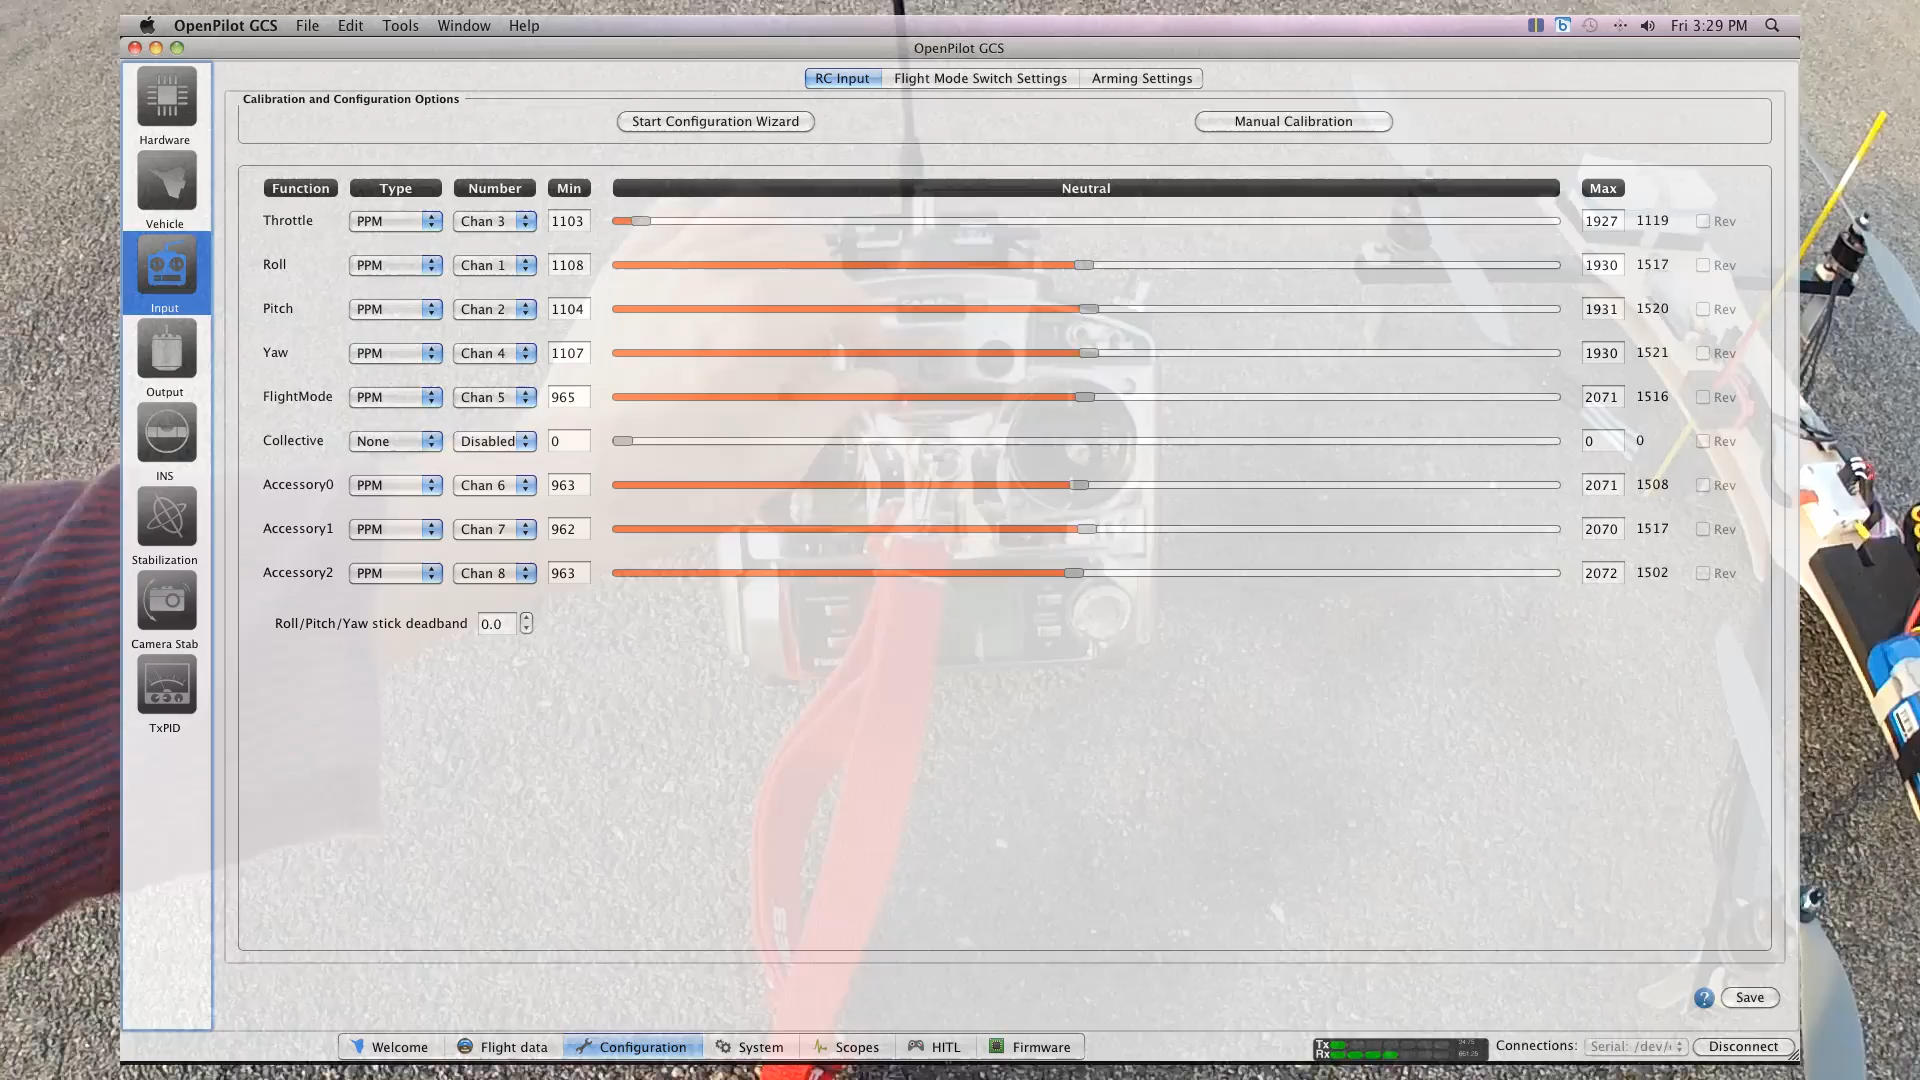 OpenPilot GCS File Edit Tools Window Help Fri 3:29 PM
OpenPilot GCS
RC Input Flight Mode Switch Settings Arming Settings
Calibration and Configuration Options
Start Configuration Wizard Manual Calibration
Function Type Number Min Neutral Max
Throttle PPM Chan 3 1103 1927 1119 Rev
Roll PPM Chan 1 1108 1930 1517 Rev
Pitch PPM Chan 2 1104 1931 1520 Rev
Yaw PPM Chan 4 1107 1930 1521 Rev
FlightMode PPM Chan 5 965 2071 1516 Rev
Collective None Disabled 0 0 0 Rev
Accessory0 PPM Chan 6 963 2071 1508 Rev
Accessory1 PPM Chan 7 962 2070 1517 Rev
Accessory2 PPM Chan 8 963 2072 1502 Rev
Roll/Pitch/Yaw stick deadband 0.0
Hardware
Vehicle
Input
Output
INS
Stabilization
Camera Stab
TxPID
? Save
Welcome Flight data Configuration System Scopes HITL Firmware
Tx
Rx
Connections: Serial: /dev/ Disconnect